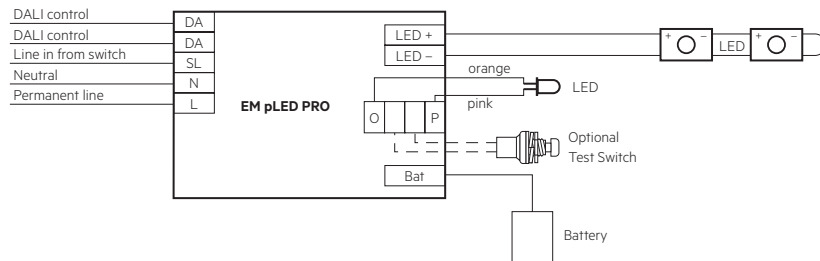 DALI control
DA
DALI control
DA
Line in from switch
SL
Neutral
N
Permanent line
L
EM pLED PRO
LED +
LED –
+ –
LED
+ –
orange
LED
pink
O
P
Optional
Test Switch
Bat
Battery